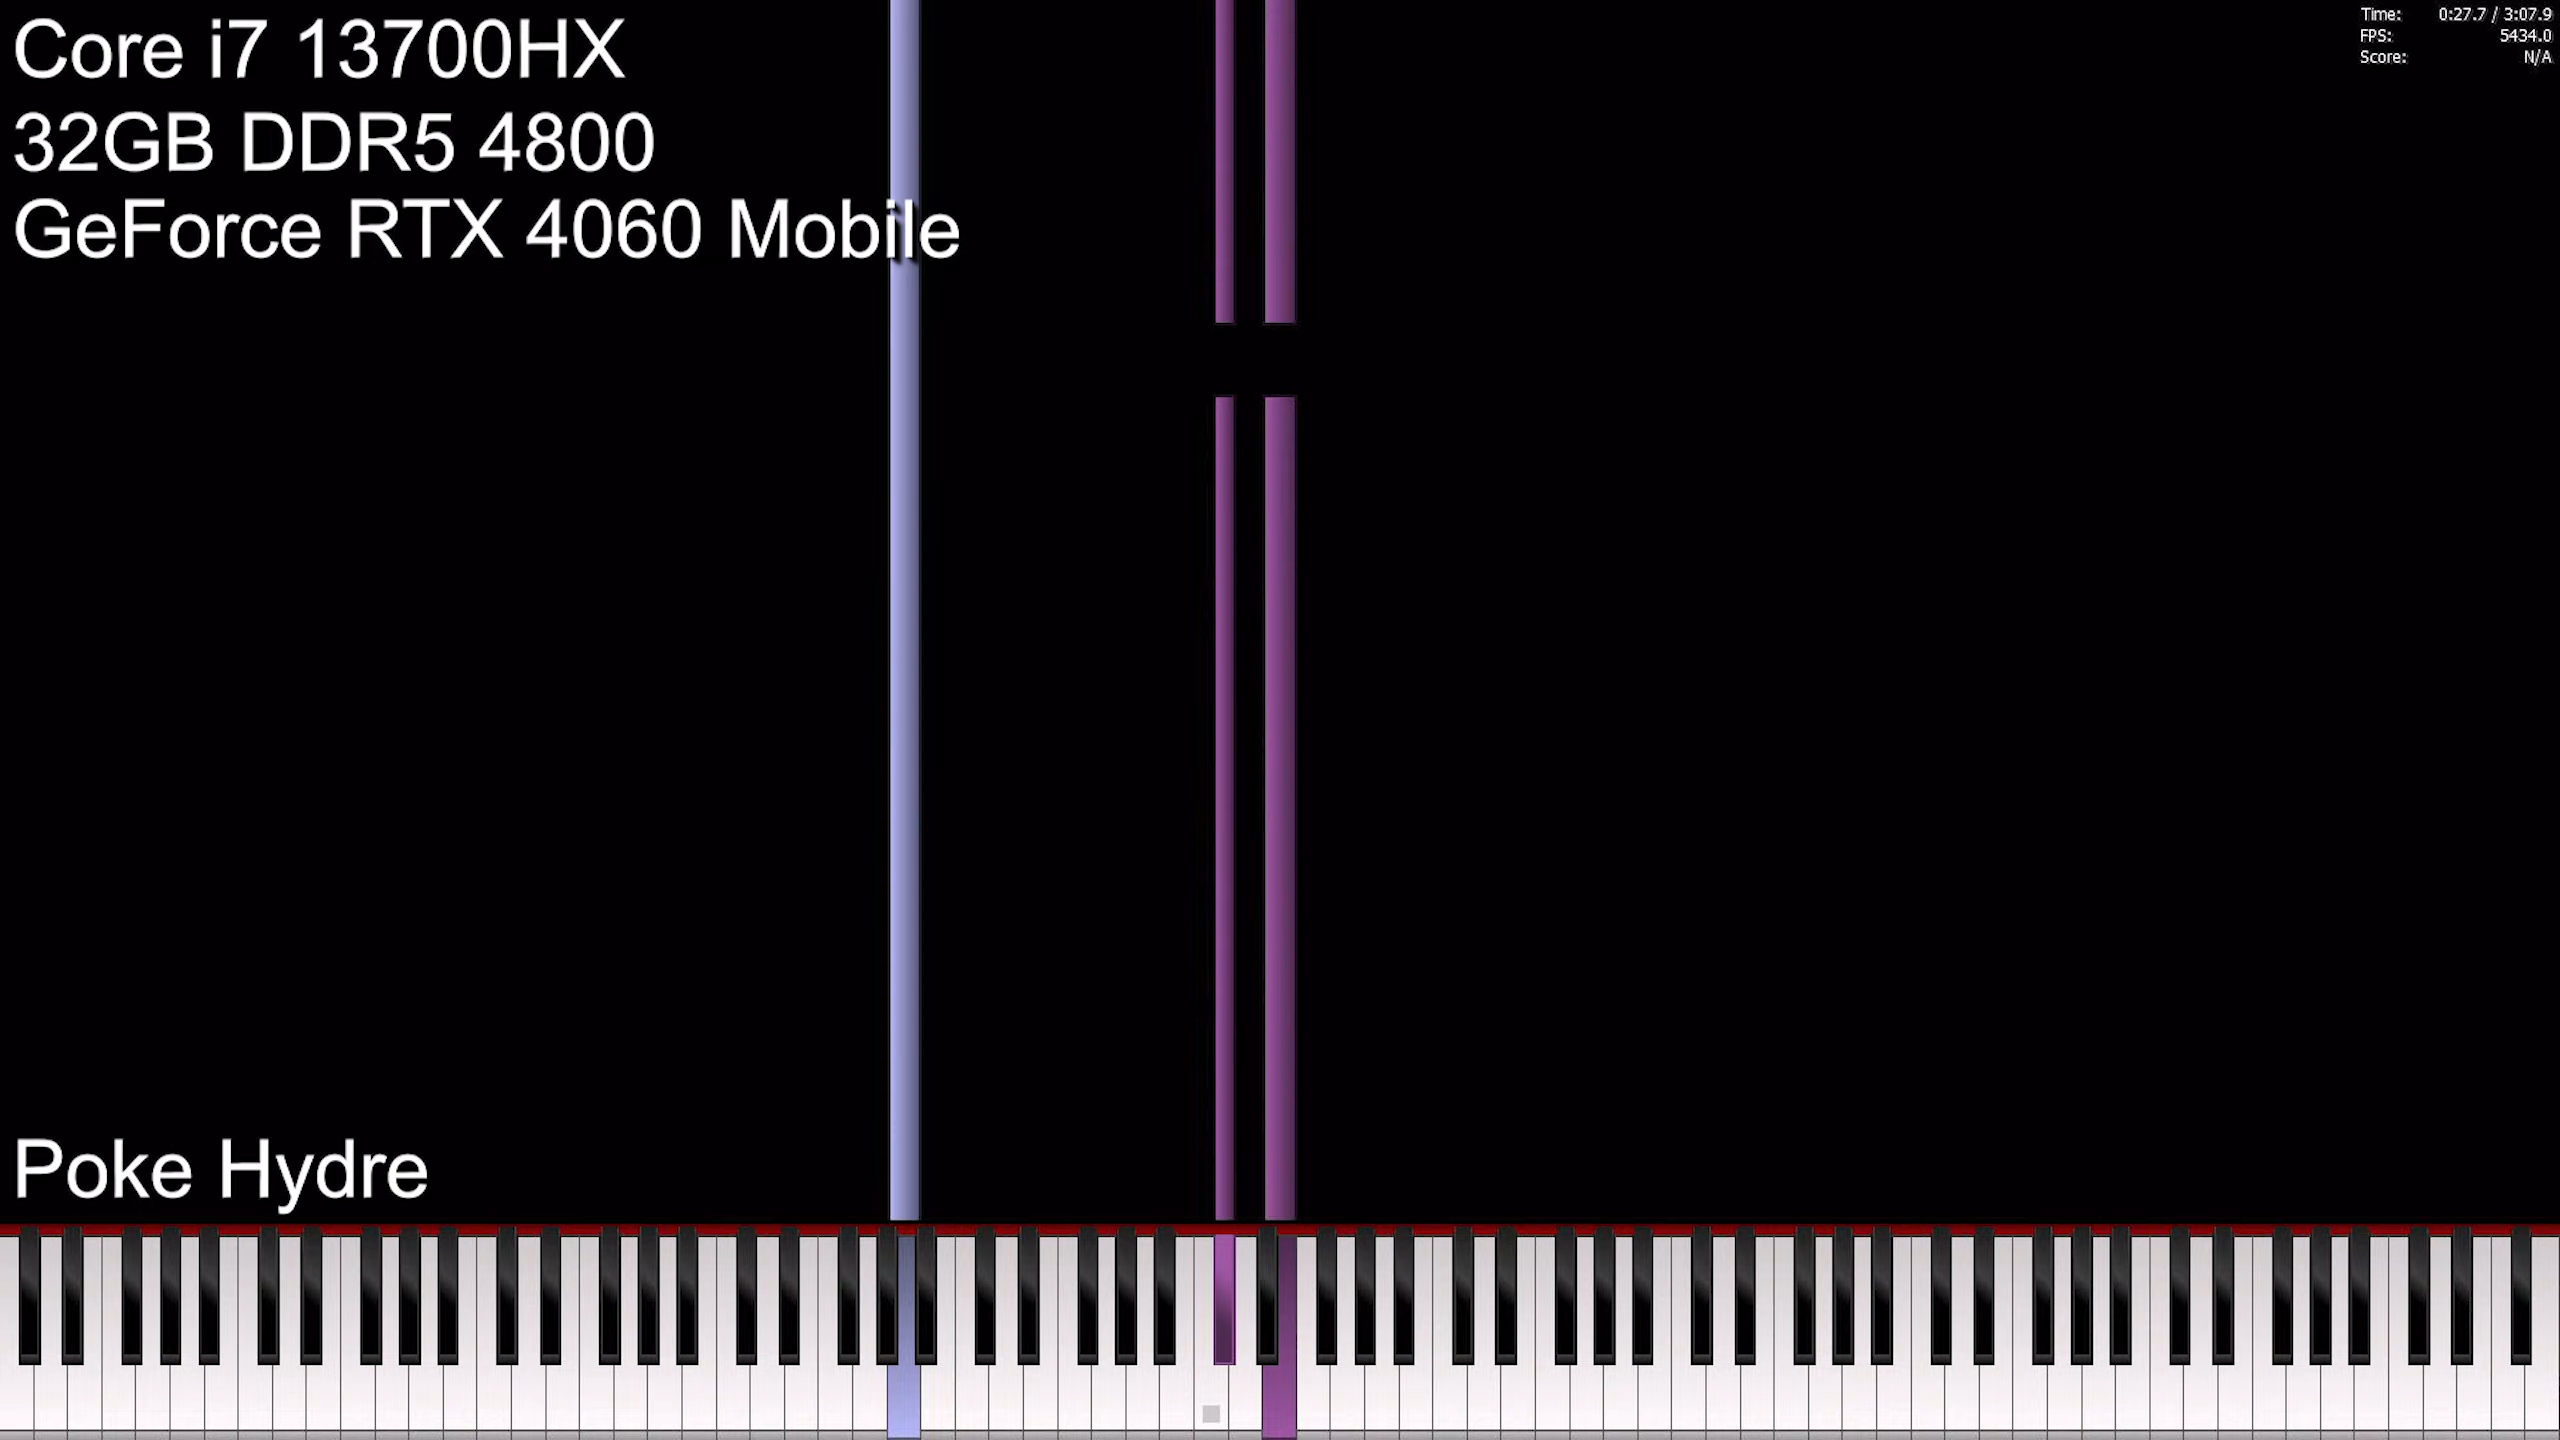 Core i7 13700HX
32GB DDR5 4800
GeForce RTX 4060 Mobile
Time: 0:27.7 / 3:07.9
FPS: 5434.0
Score: N/A
Poke Hydre